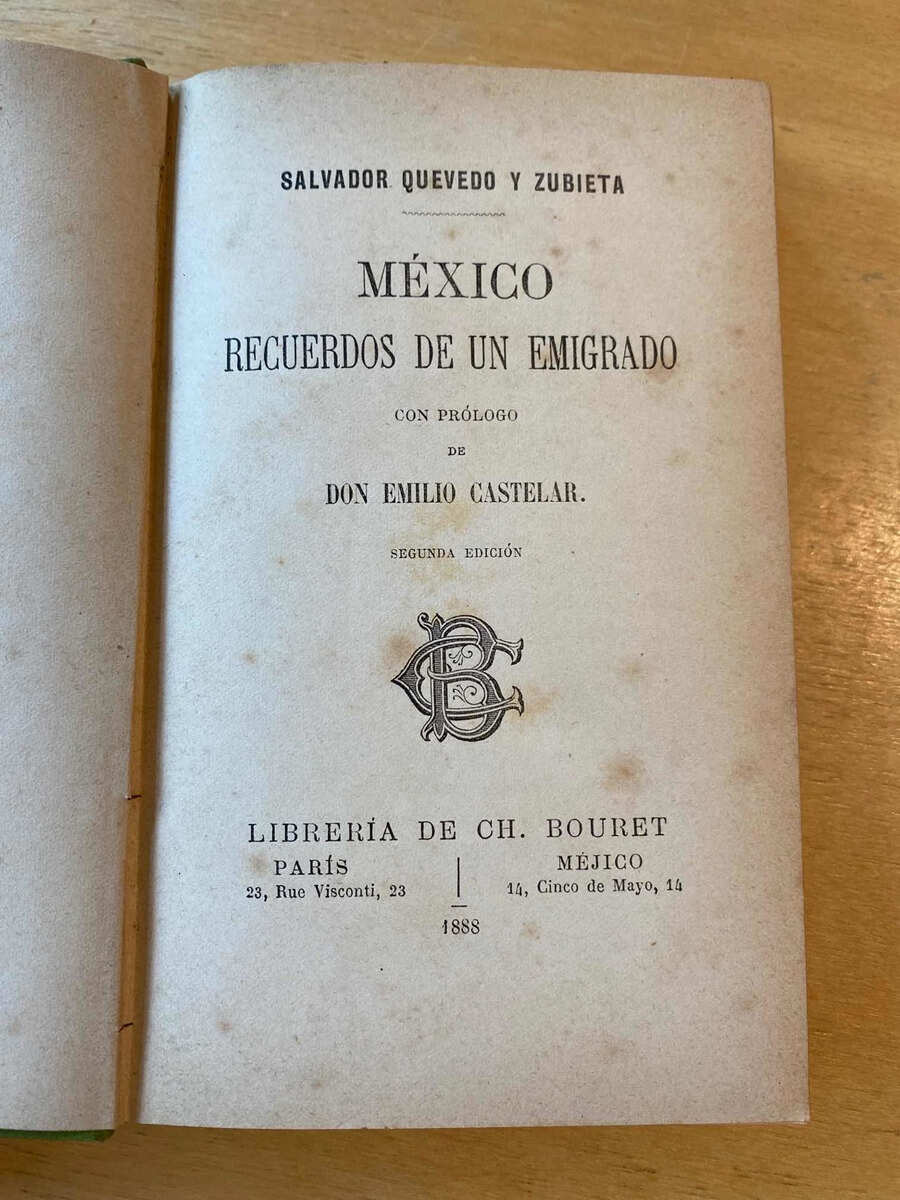 SALVADOR QUEVEDO Y ZUBIETA
MÉXICO
RECUERDOS DE UN EMIGRADO
CON PRÓLOGO
DE
DON EMILIO CASTELAR.
SEGUNDA EDICIÓN
CB
LIBRERÍA DE CH. BOURET
PARÍS
23, Rue Visconti, 23
MÉJICO
14, Cinco de Mayo, 14
1888